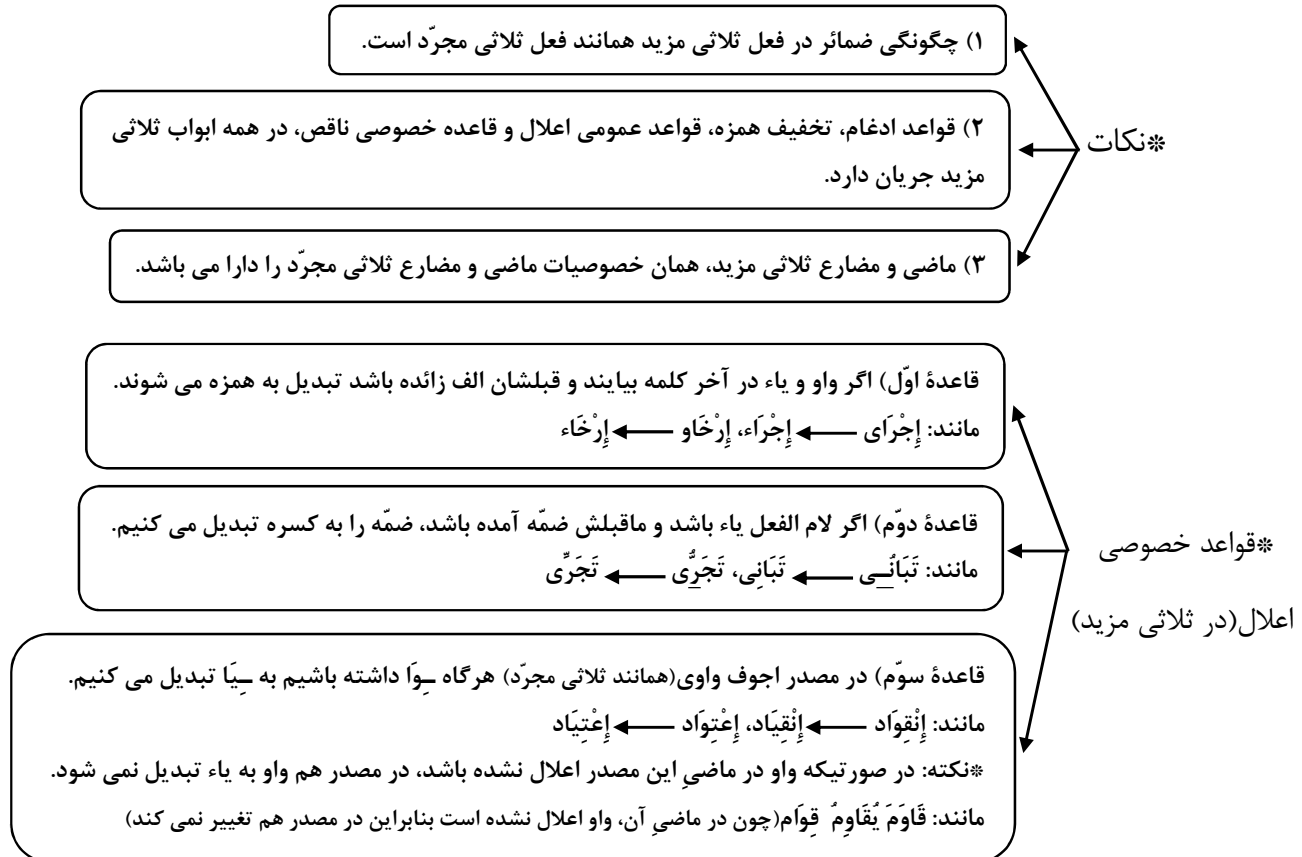 *نکات
۱) چگونگی ضمائر در فعل ثلاثی مزید همانند فعل ثلاثی مجرّد است.
۲) قواعد ادغام، تخفیف همزه، قواعد عمومی اعلال و قاعده خصوصی ناقص، در همه ابواب ثلاثی
مزید جریان دارد.
۳) ماضی و مضارع ثلاثی مزید، همان خصوصیات ماضی و مضارع ثلاثی مجرّد را دارا می باشد.
*قواعد خصوصی
اعلال(در ثلاثی مزید)
قاعدۀ اوّل) اگر واو و یاء در آخر کلمه بیایند و قبلشان الف زائده باشد تبدیل به همزه می شوند.
مانند: إِجْرَای ← إِجْرَاء، إِرْخَاو ← إِرْخَاء
قاعدۀ دوّم) اگر لام الفعل یاء باشد و ماقبلش ضمّه آمده باشد، ضمّه را به کسره تبدیل می کنیم.
مانند: تَبَانُـی ← تَبَانِی، تَجَرُّی ← تَجَرِّی
قاعدۀ سوّم) در مصدر اجوف واوی(همانند ثلاثی مجرّد) هرگاه ـِوَا داشته باشیم به ـِیَا تبدیل می کنیم.
مانند: إِنْقِوَاد ← إِنْقِیَاد، إِعْتِوَاد ← إِعْتِیَاد
*نکته: در صورتیکه واو در ماضیِ این مصدر اعلال نشده باشد، در مصدر هم واو به یاء تبدیل نمی شود.
مانند: قَاوَمَ یُقَاوِمُ قِوَام(چون در ماضیِ آن، واو اعلال نشده است بنابراین در مصدر هم تغییر نمی کند)